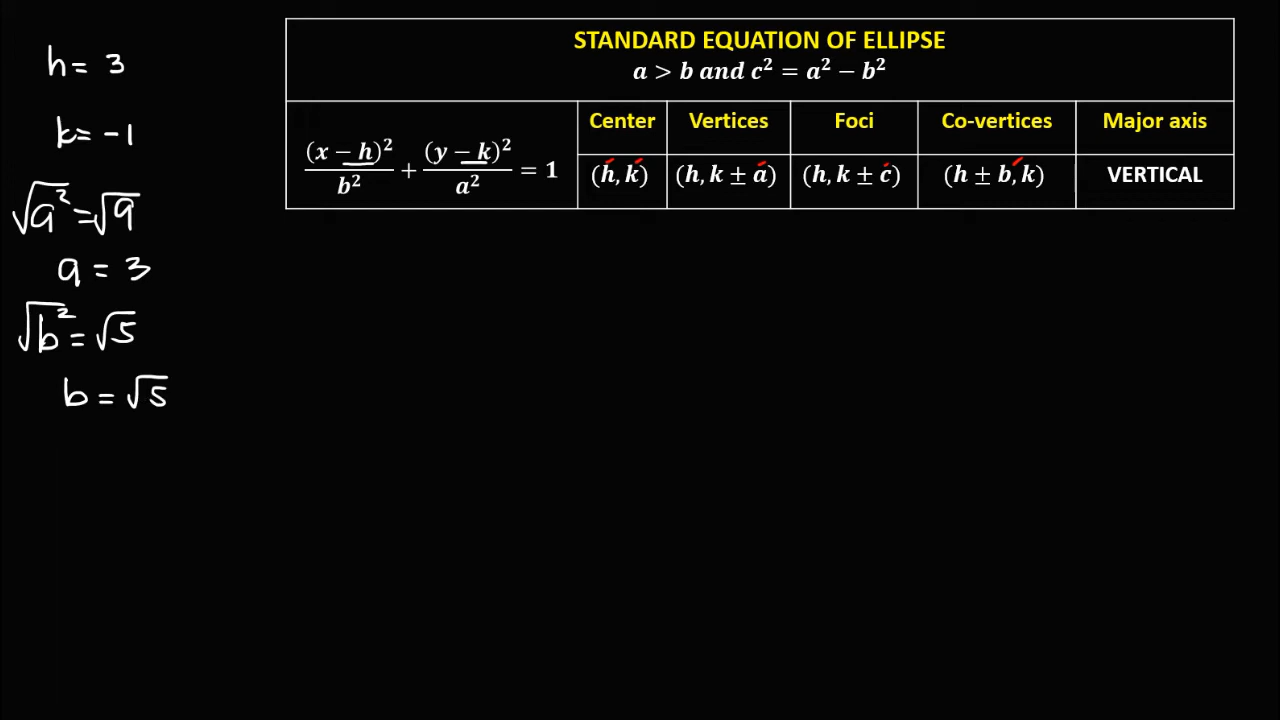 h = 3
k = -1
√a² = √9
a = 3
√b² = √5
b = √5
STANDARD EQUATION OF ELLIPSE
a > b and c² = a² − b²
(x − h)²/b² + (y − k)²/a² = 1
Center Vertices Foci Co-vertices Major axis
(h, k) (h, k ± a) (h, k ± c) (h ± b, k) VERTICAL